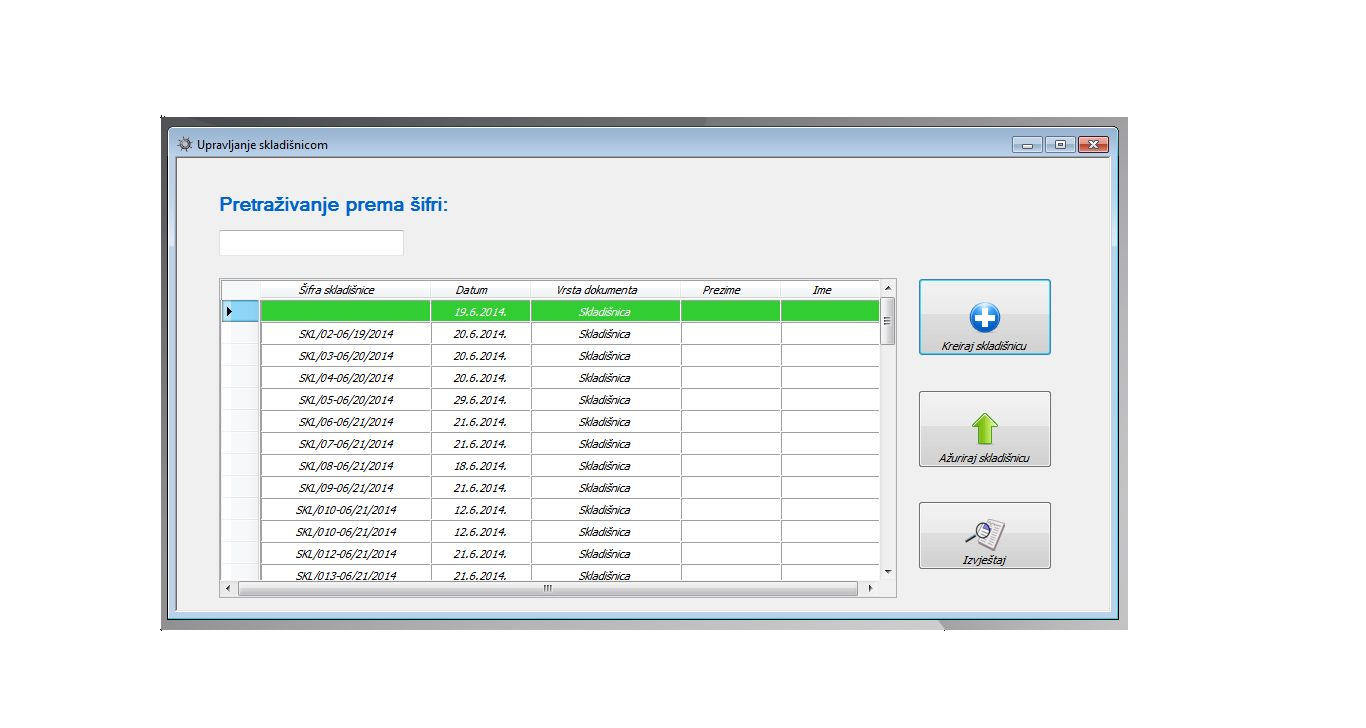 Upravljanje skladišnicom
Pretraživanje prema šifri:
Šifra skladišnice Datum Vrsta dokumenta Prezime Ime
19.6.2014. Skladišnica
SKL/02-06/19/2014 20.6.2014. Skladišnica
SKL/03-06/20/2014 20.6.2014. Skladišnica
SKL/04-06/20/2014 20.6.2014. Skladišnica
SKL/05-06/20/2014 29.6.2014. Skladišnica
SKL/06-06/21/2014 21.6.2014. Skladišnica
SKL/07-06/21/2014 21.6.2014. Skladišnica
SKL/08-06/21/2014 18.6.2014. Skladišnica
SKL/09-06/21/2014 21.6.2014. Skladišnica
SKL/010-06/21/2014 12.6.2014. Skladišnica
SKL/010-06/21/2014 12.6.2014. Skladišnica
SKL/012-06/21/2014 21.6.2014. Skladišnica
SKL/013-06/21/2014 21.6.2014. Skladišnica
Kreiraj skladišnicu
Ažuriraj skladišnicu
Izvještaj